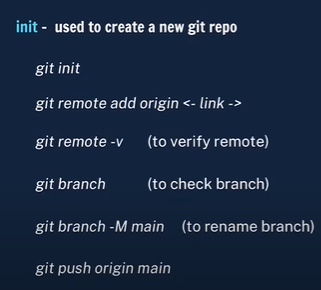 init - used to create a new git repo
git init
git remote add origin <- link ->
git remote -v (to verify remote)
git branch (to check branch)
git branch -M main (to rename branch)
git push origin main